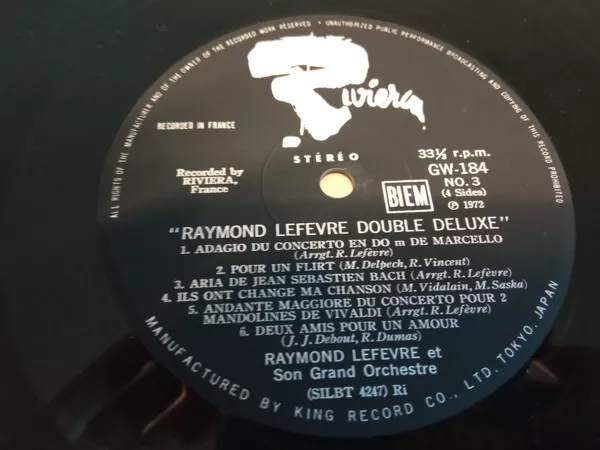 ALL RIGHTS OF THE MANUFACTURER AND OF THE OWNER OF THE RECORDED WORK RESERVED • UNAUTHORIZED PUBLIC PERFORMANCE BROADCASTING AND COPYING OF THIS RECORD PROHIBITED
Riviera
RECORDED IN FRANCE
STÉRÉO
33⅓ r.p.m.
Recorded by
RIVIERA,
France
BIEM
GW-184
NO. 3
(4 Sides)
Ⓟ 1972
"RAYMOND LEFEVRE DOUBLE DELUXE"
1. ADAGIO DU CONCERTO EN DO m DE MARCELLO
(Arrgt. R. Lefèvre)
2. POUR UN FLIRT (M. Delpech, R. Vincent)
3. ARIA DE JEAN SEBASTIEN BACH (Arrgt. R. Lefèvre)
4. ILS ONT CHANGE MA CHANSON (M. Vidalain, M. Saska)
5. ANDANTE MAGGIORE DU CONCERTO POUR 2
MANDOLINES DE VIVALDI (Arrgt. R. Lefèvre)
6. DEUX AMIS POUR UN AMOUR
(J. J. Debout, R. Dumas)
RAYMOND LEFEVRE et
Son Grand Orchestre
(SILBT 4247) Ri
MANUFACTURED BY KING RECORD CO., LTD. TOKYO. JAPAN